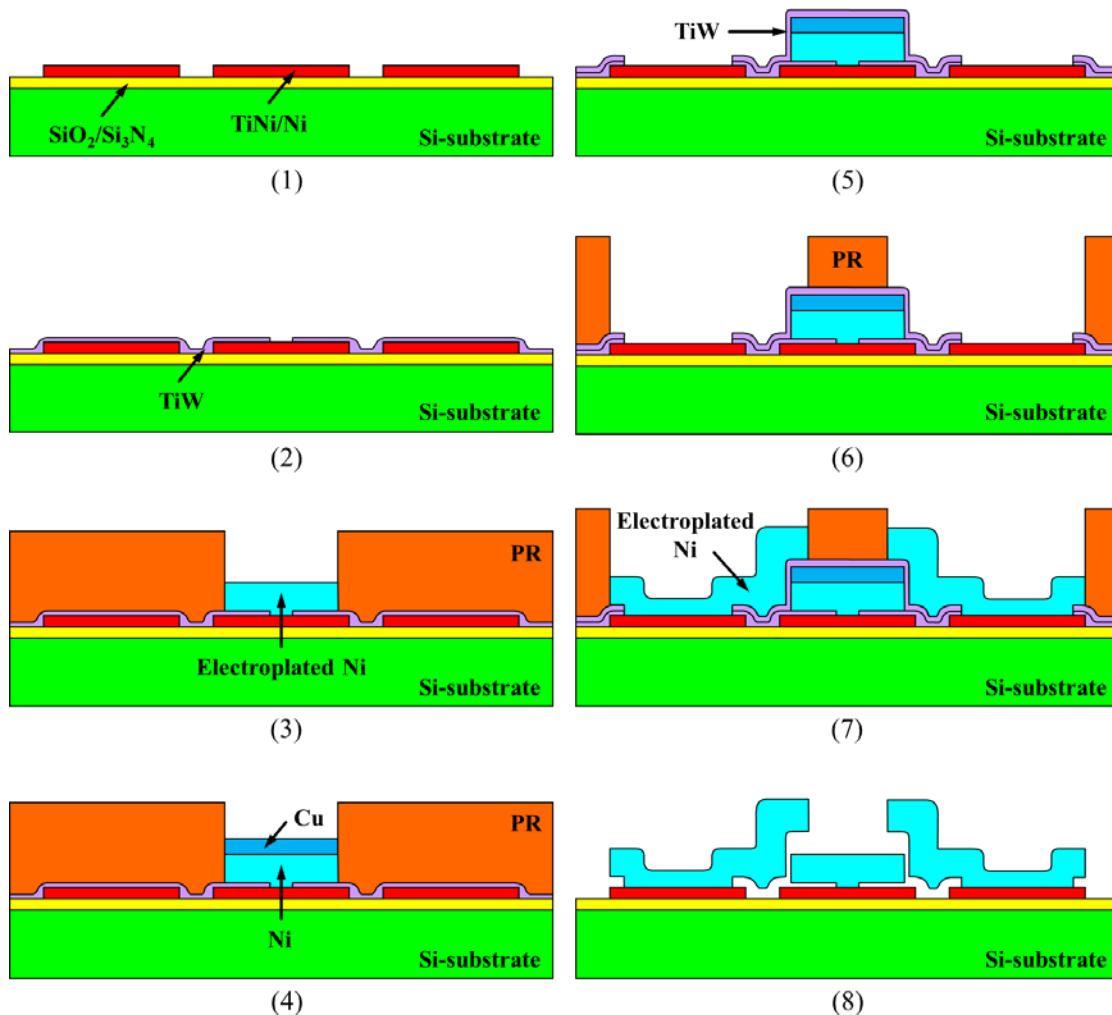 SiO2/Si3N4
TiNi/Ni
Si-substrate
(1)
TiW
Si-substrate
(2)
PR
Electroplated Ni
Si-substrate
(3)
Cu
PR
Ni
Si-substrate
(4)
TiW
Si-substrate
(5)
PR
Si-substrate
(6)
Electroplated
Ni
Si-substrate
(7)
Si-substrate
(8)